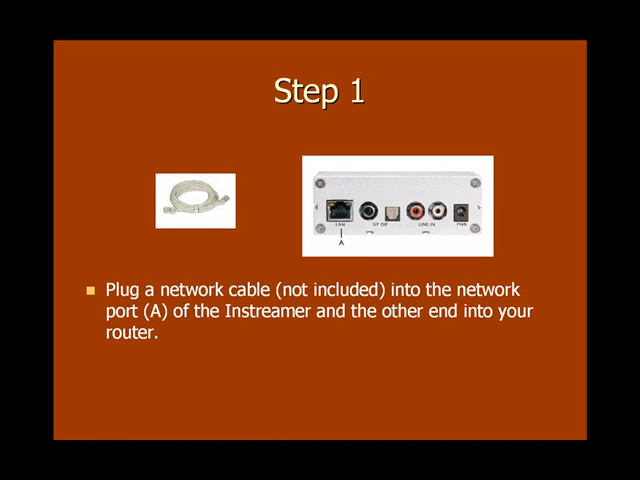 Step 1
LAN
S/P DIF
LINE IN
PWR
A
Plug a network cable (not included) into the network
port (A) of the Instreamer and the other end into your
router.